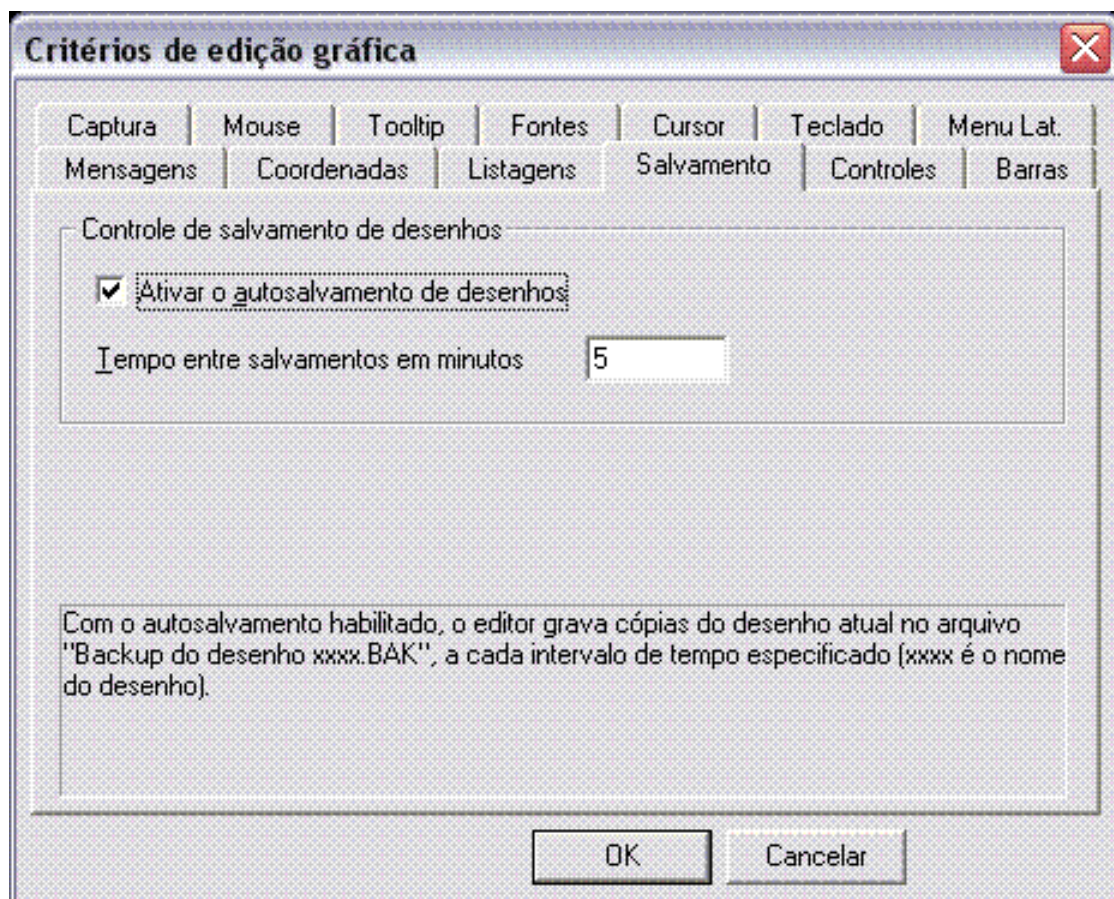 Critérios de edição gráfica
Captura Mouse Tooltip Fontes Cursor Teclado Menu Lat.
Mensagens Coordenadas Listagens Salvamento Controles Barras
Controle de salvamento de desenhos
Ativar o autosalvamento de desenhos
Tempo entre salvamentos em minutos 5
Com o autosalvamento habilitado, o editor grava cópias do desenho atual no arquivo
"Backup do desenho xxxx.BAK", a cada intervalo de tempo especificado (xxxx é o nome
do desenho).
OK Cancelar